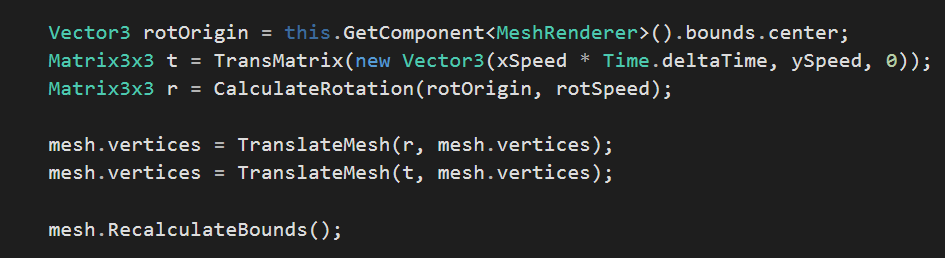 Vector3 rotOrigin = this.GetComponent<MeshRenderer>().bounds.center;
Matrix3x3 t = TransMatrix(new Vector3(xSpeed * Time.deltaTime, ySpeed, 0));
Matrix3x3 r = CalculateRotation(rotOrigin, rotSpeed);
mesh.vertices = TranslateMesh(r, mesh.vertices);
mesh.vertices = TranslateMesh(t, mesh.vertices);
mesh.RecalculateBounds();